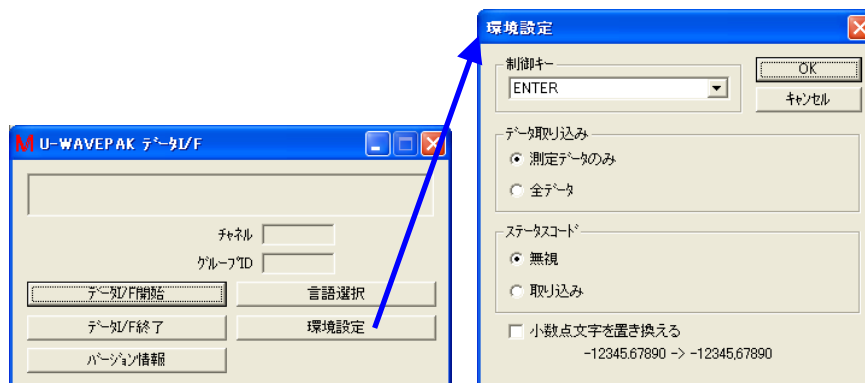 U-WAVEPAK ﾃﾞｰﾀI/F
ﾁｬﾈﾙ
ｸﾞﾙｰﾌﾟID
ﾃﾞｰﾀI/F開始
言語選択
ﾃﾞｰﾀI/F終了
環境設定
ﾊﾞｰｼﾞｮﾝ情報
環境設定
制御ｷｰ
ENTER
OK
ｷｬﾝｾﾙ
ﾃﾞｰﾀ取り込み
測定ﾃﾞｰﾀのみ
全ﾃﾞｰﾀ
ｽﾃｰﾀｽｺｰﾄﾞ
無視
取り込み
小数点文字を置き換える
-12345.67890 -> -12345,67890